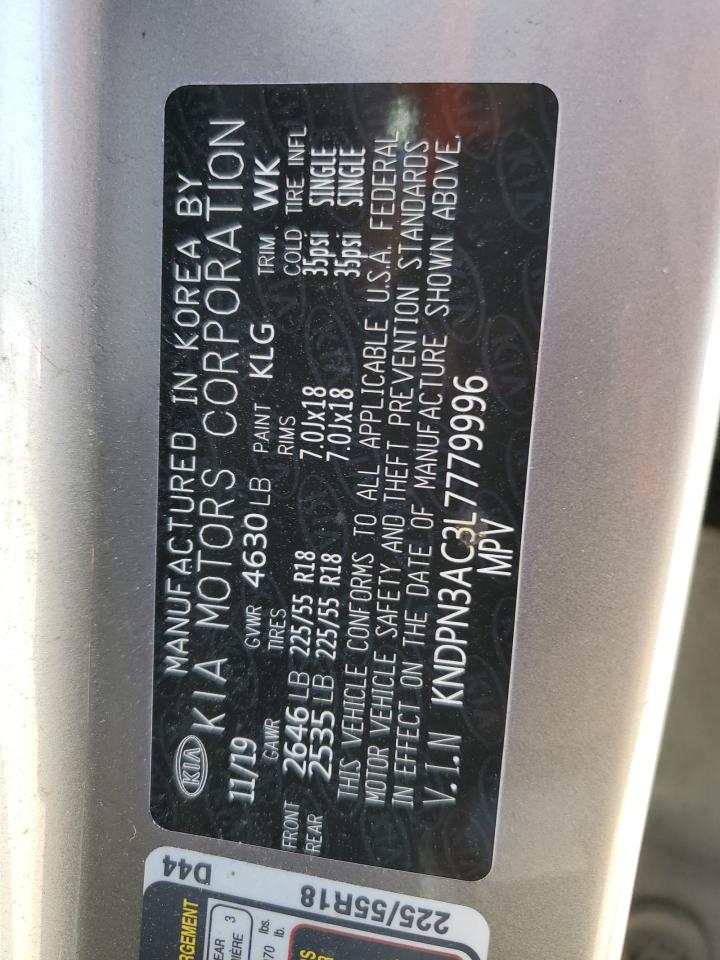 MANUFACTURED IN KOREA BY
KIA KIA MOTORS CORPORATION
11/19 GVWR 4630 LB PAINT KLG TRIM WK
GAWR TIRES RIMS COLD TIRE INFL
FRONT 2646 LB 225/55 R18 7.0Jx18 35psi SINGLE
REAR 2535 LB 225/55 R18 7.0Jx18 35psi SINGLE
THIS VEHICLE CONFORMS TO ALL APPLICABLE U.S.A. FEDERAL
MOTOR VEHICLE SAFETY AND THEFT PREVENTION STANDARDS
IN EFFECT ON THE DATE OF MANUFACTURE SHOWN ABOVE.
V.I.N KNDPN3AC3L7779996
MPV
D44
225/55R18